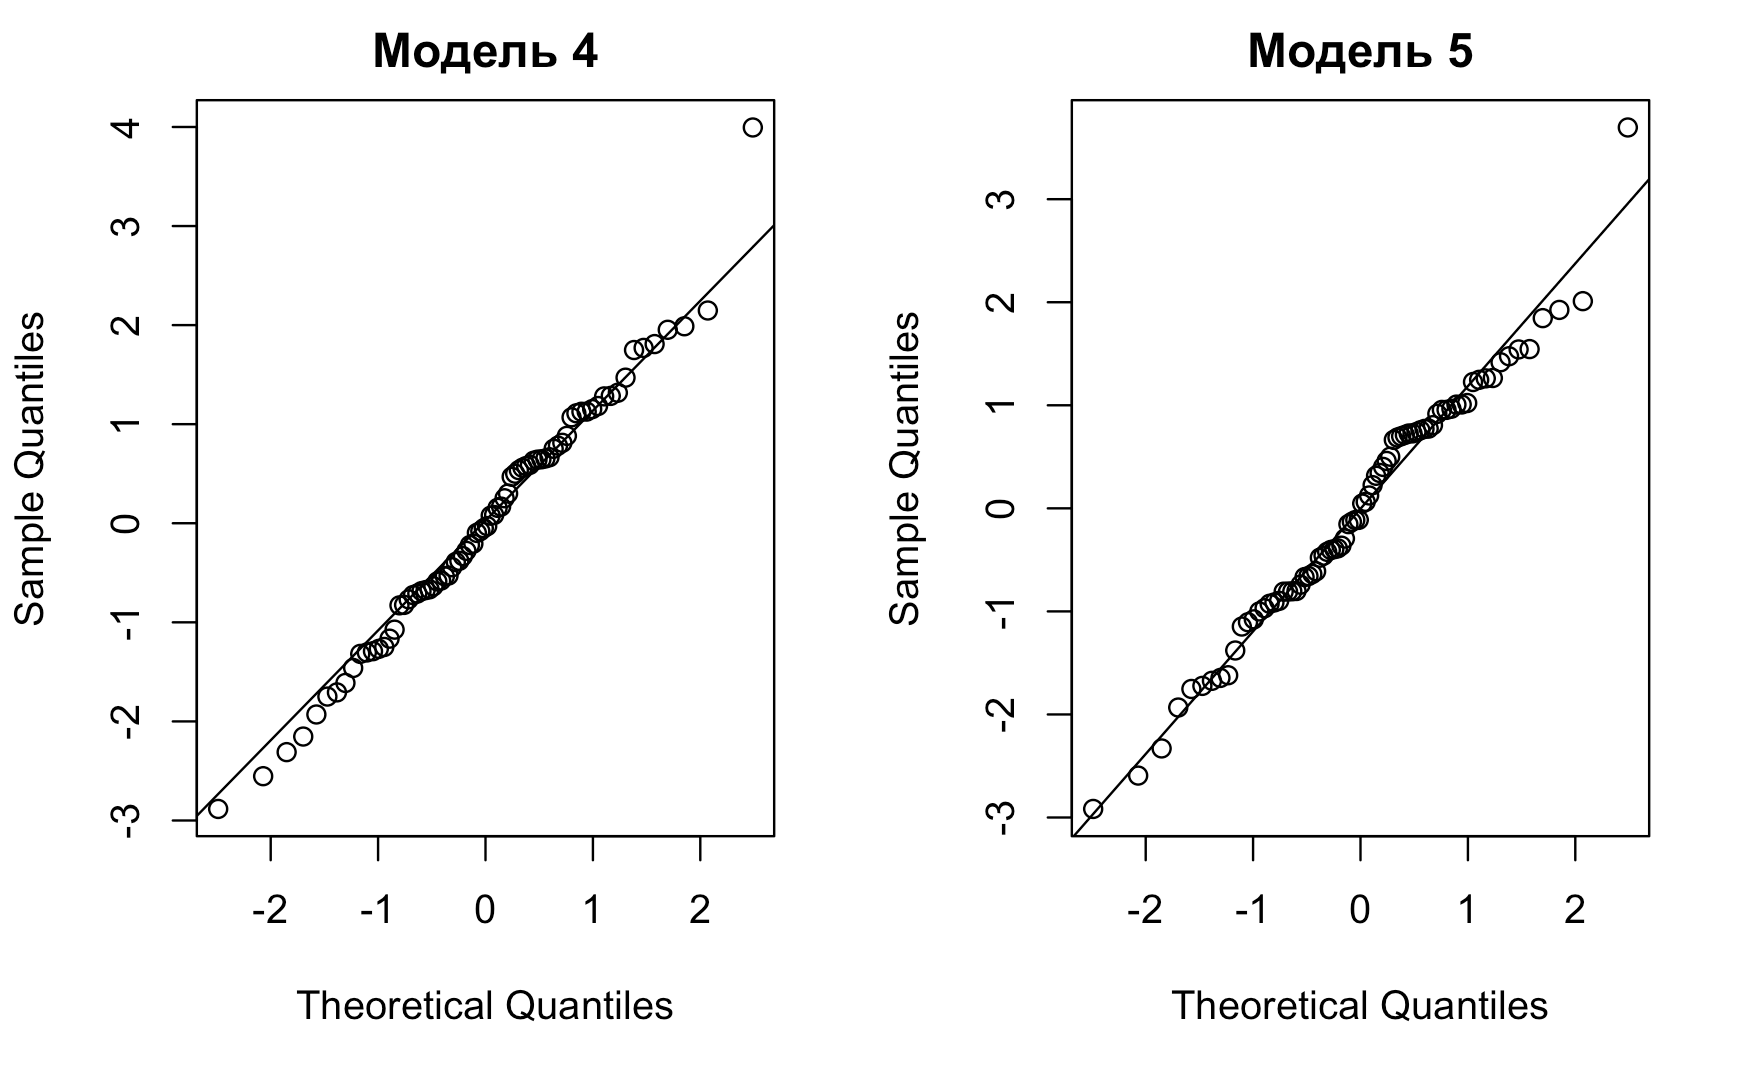 Модель 4
Sample Quantiles
4
3
2
1
0
-1
-2
-3
-2 -1 0 1 2
Theoretical Quantiles
Модель 5
Sample Quantiles
3
2
1
0
-1
-2
-3
-2 -1 0 1 2
Theoretical Quantiles